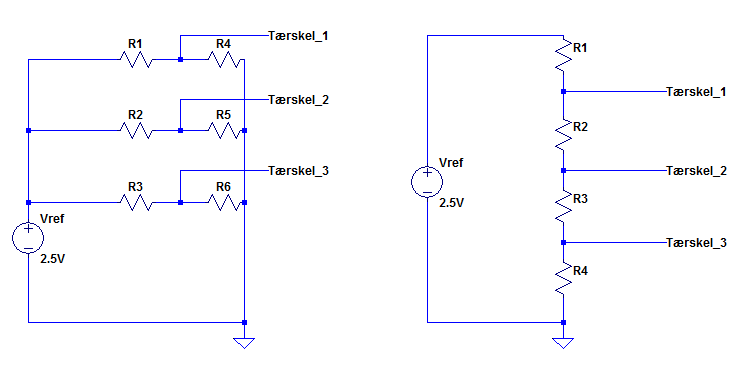 R1
R4
Tærskel_1
R2
R5
Tærskel_2
R3
R6
Tærskel_3
Vref
2.5V
R1
Tærskel_1
R2
Vref
2.5V
Tærskel_2
R3
Tærskel_3
R4